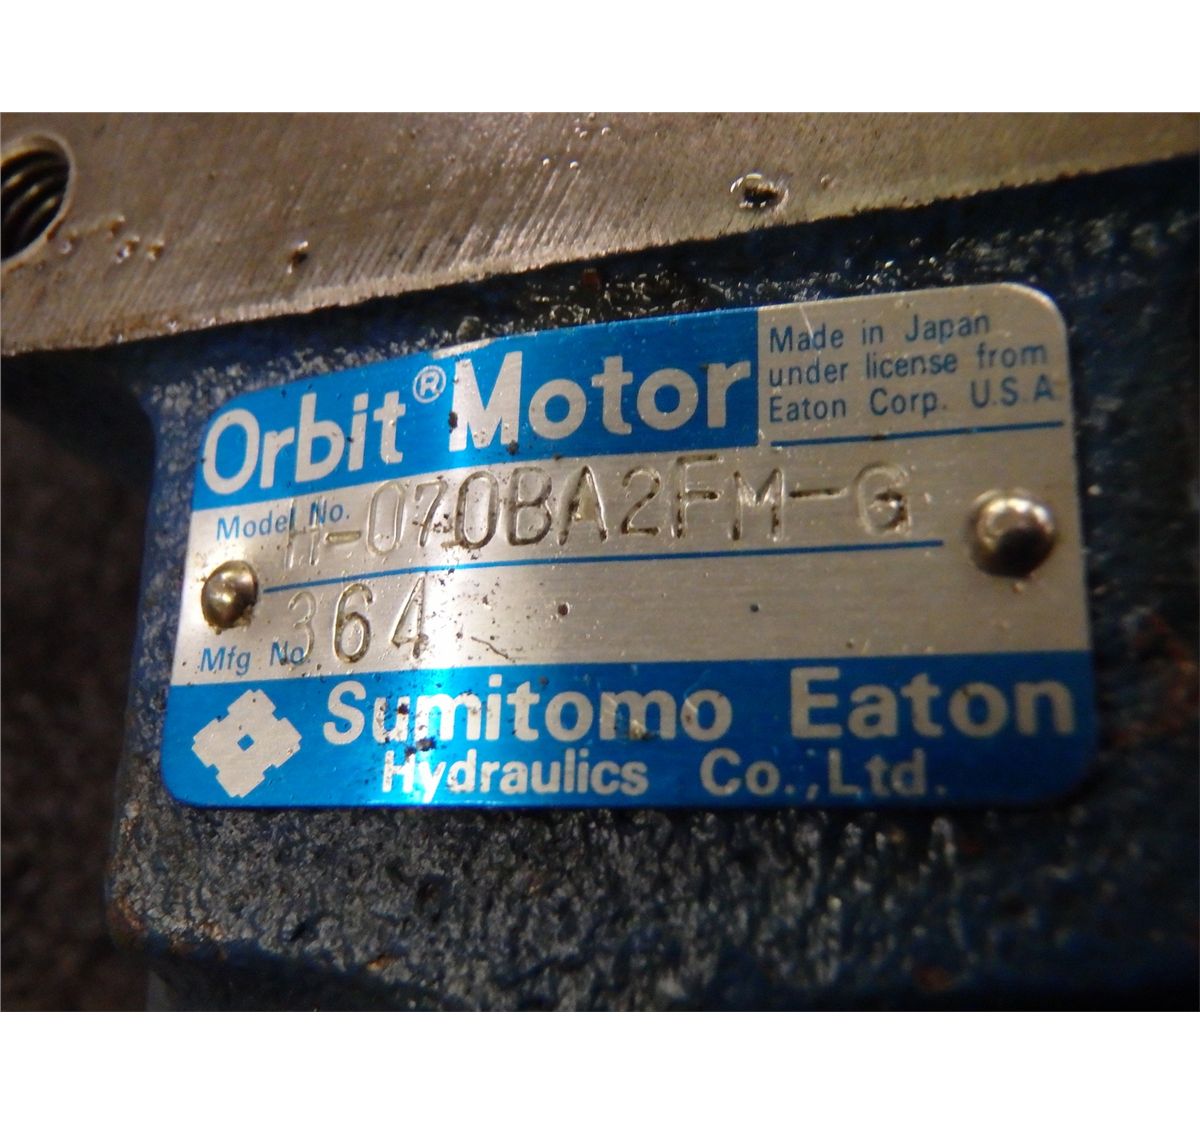 Orbit® Motor
Made in Japan
under license from
Eaton Corp. U.S.A
Model No. H-070BA2FM-G
Mfg No 364
Sumitomo Eaton
Hydraulics Co.,Ltd.